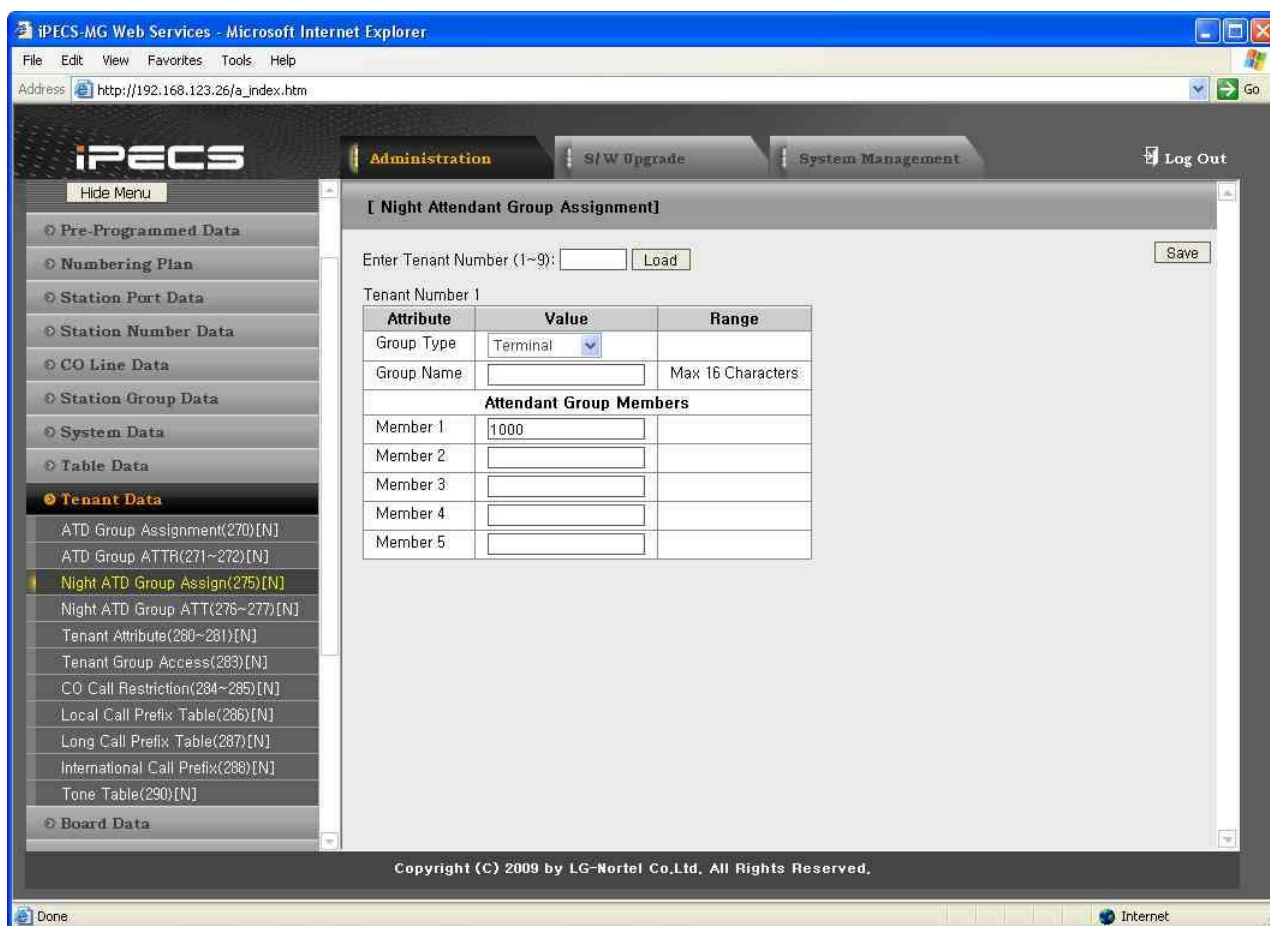 iPECS-MG Web Services - Microsoft Internet Explorer
File Edit View Favorites Tools Help
Address http://192.168.123.26/a_index.htm Go
iPECS
Administration S/W Upgrade System Management Log Out
Hide Menu
Pre-Programmed Data
Numbering Plan
Station Port Data
Station Number Data
CO Line Data
Station Group Data
System Data
Table Data
Tenant Data
ATD Group Assignment(270)[N]
ATD Group ATTR(271~272)[N]
Night ATD Group Assign(275)[N]
Night ATD Group ATT(276~277)[N]
Tenant Attribute(280~281)[N]
Tenant Group Access(283)[N]
CO Call Restriction(284~285)[N]
Local Call Prefix Table(286)[N]
Long Call Prefix Table(287)[N]
International Call Prefix(288)[N]
Tone Table(290)[N]
Board Data
[ Night Attendant Group Assignment]
Enter Tenant Number (1~9): Load Save
Tenant Number 1
Attribute Value Range
Group Type Terminal
Group Name Max 16 Characters
Attendant Group Members
Member 1 1000
Member 2
Member 3
Member 4
Member 5
Copyright (C) 2009 by LG-Nortel Co.Ltd. All Rights Reserved.
Done Internet